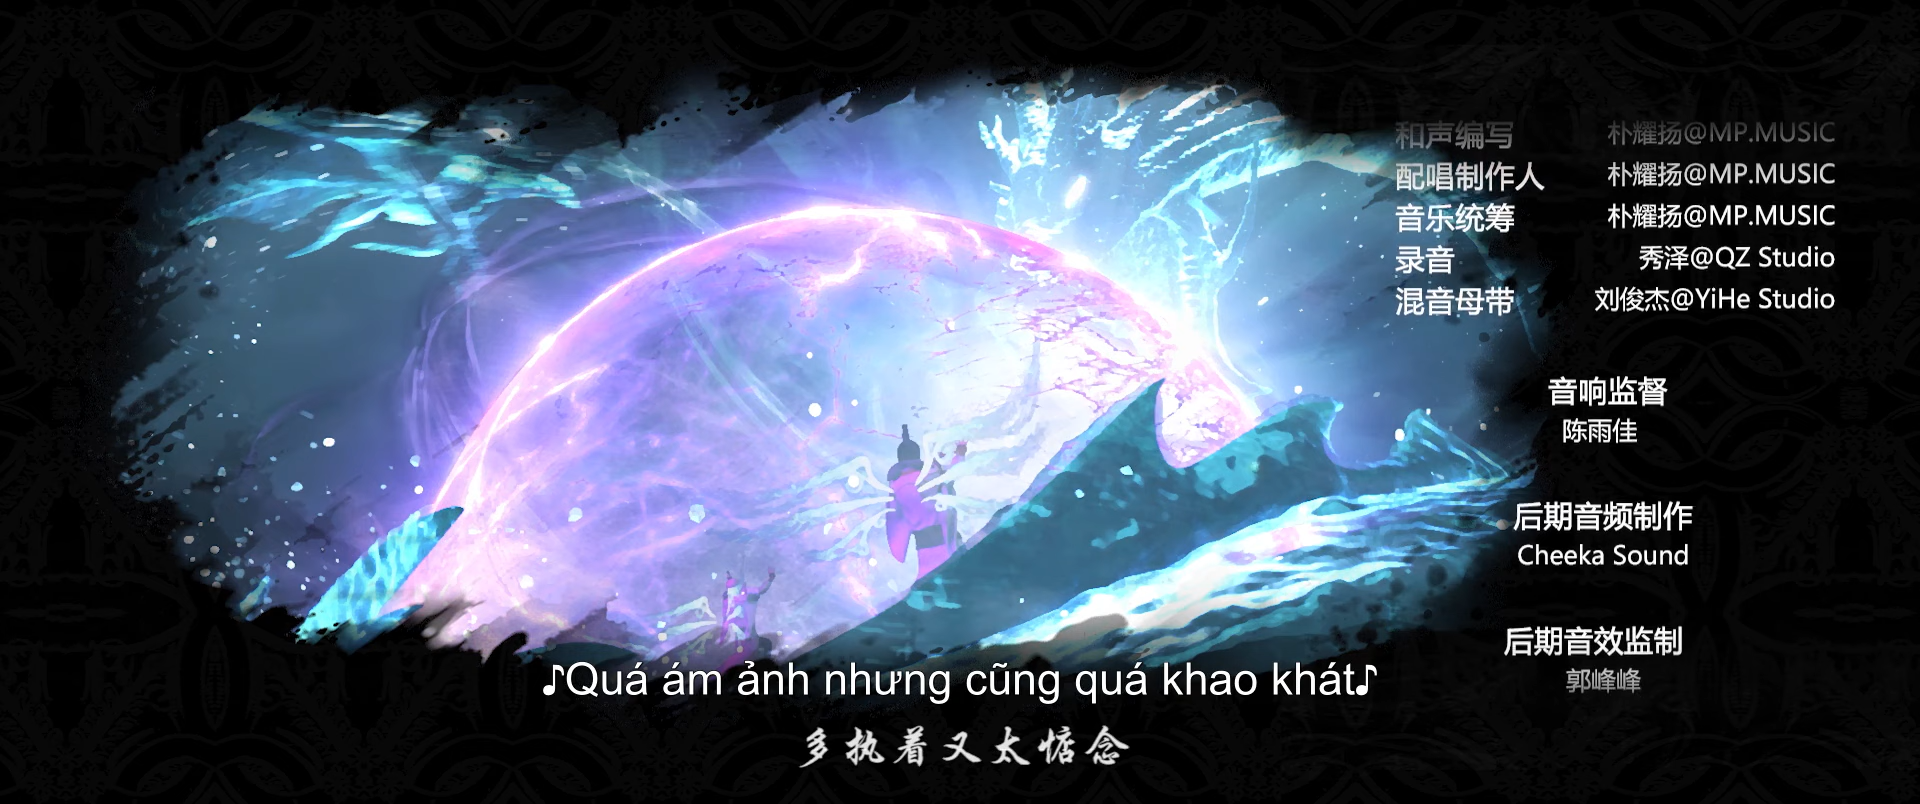 和声编写 朴耀扬@MP.MUSIC
配唱制作人 朴耀扬@MP.MUSIC
音乐统筹 朴耀扬@MP.MUSIC
录音 秀泽@QZ Studio
混音母带 刘俊杰@YiHe Studio
音响监督
陈雨佳
后期音频制作
Cheeka Sound
后期音效监制
郭峰峰
♪Quá ám ảnh nhưng cũng quá khao khát♪
多执着又太惦念